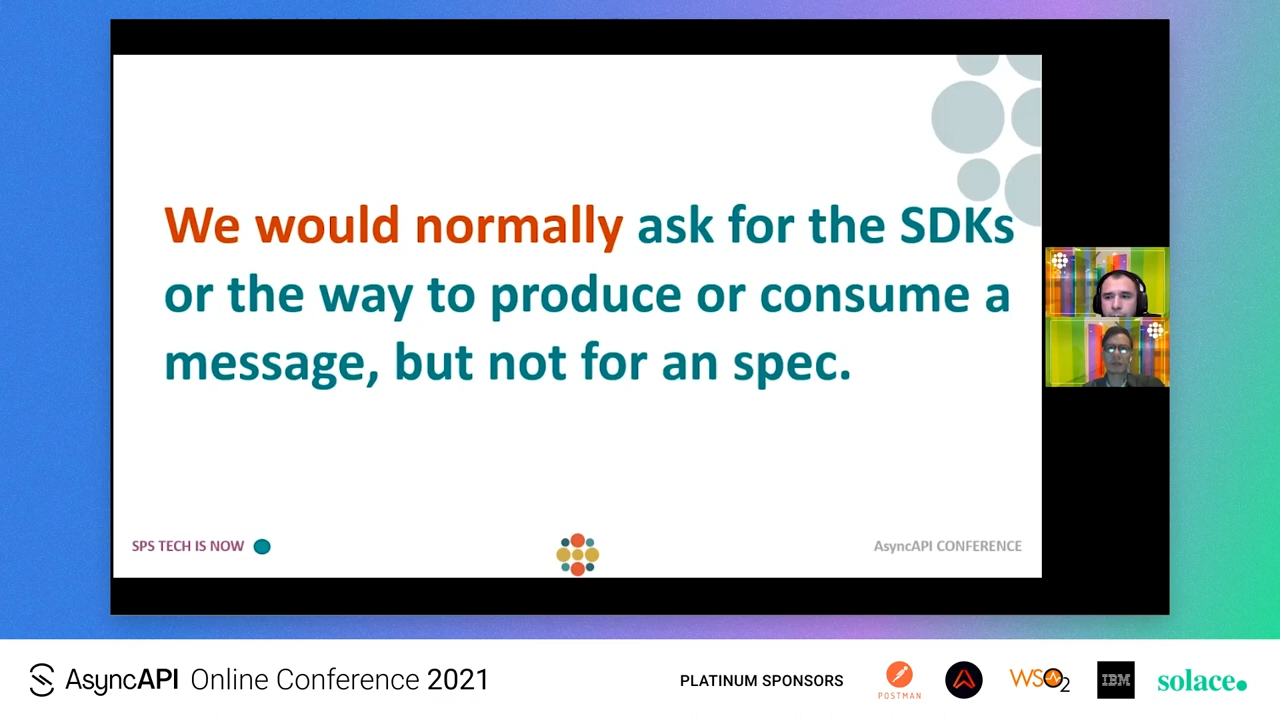 We would normally ask for the SDKs
or the way to produce or consume a
message, but not for an spec.
SPS TECH IS NOW
AsyncAPI CONFERENCE
AsyncAPI Online Conference 2021
PLATINUM SPONSORS
POSTMAN
WSO2
IBM
solace.